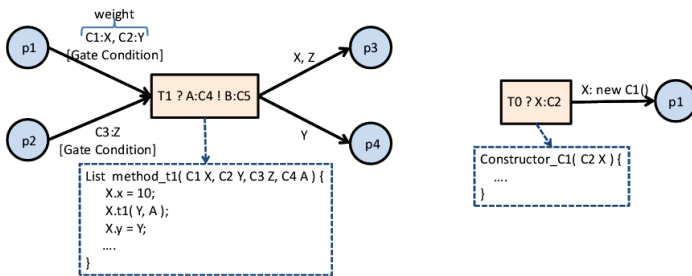 weight
C1:X, C2:Y
[Gate Condition]
p1
p3
X, Z
T1 ? A:C4 ! B:C5
C3:Z
[Gate Condition]
p2
Y
p4
List method_t1( C1 X, C2 Y, C3 Z, C4 A ) {
X.x = 10;
X.t1( Y, A );
X.y = Y;
....
}
T0 ? X:C2
X: new C1()
p1
Constructor_C1( C2 X ) {
....
}